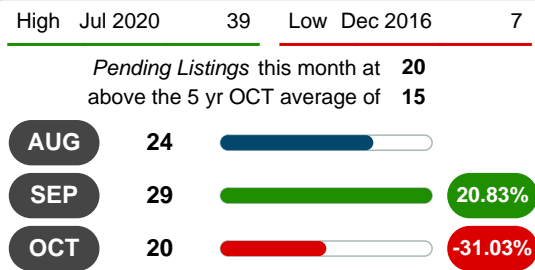 High Jul 2020 39 Low Dec 2016 7
Pending Listings this month at 20
above the 5 yr OCT average of 15
AUG 24
SEP 29 20.83%
OCT 20 -31.03%